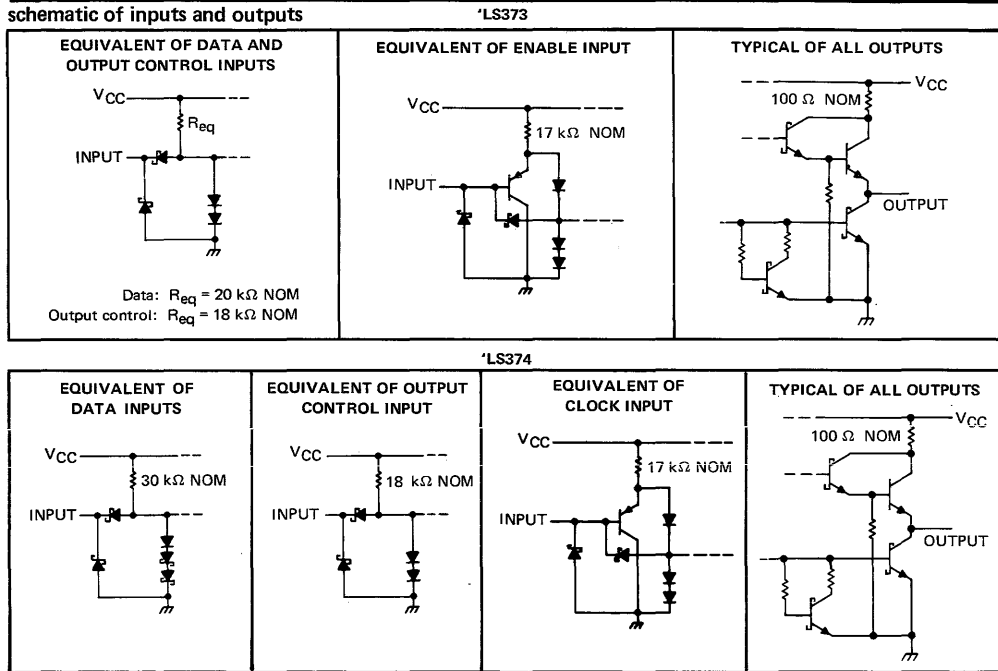 schematic of inputs and outputs
'LS373
EQUIVALENT OF DATA AND
OUTPUT CONTROL INPUTS
VCC
Req
INPUT
Data: Req = 20 kΩ NOM
Output control: Req = 18 kΩ NOM
EQUIVALENT OF ENABLE INPUT
VCC
17 kΩ NOM
INPUT
TYPICAL OF ALL OUTPUTS
VCC
100 Ω NOM
OUTPUT
'LS374
EQUIVALENT OF
DATA INPUTS
VCC
30 kΩ NOM
INPUT
EQUIVALENT OF OUTPUT
CONTROL INPUT
VCC
18 kΩ NOM
INPUT
EQUIVALENT OF
CLOCK INPUT
VCC
17 kΩ NOM
INPUT
TYPICAL OF ALL OUTPUTS
VCC
100 Ω NOM
OUTPUT